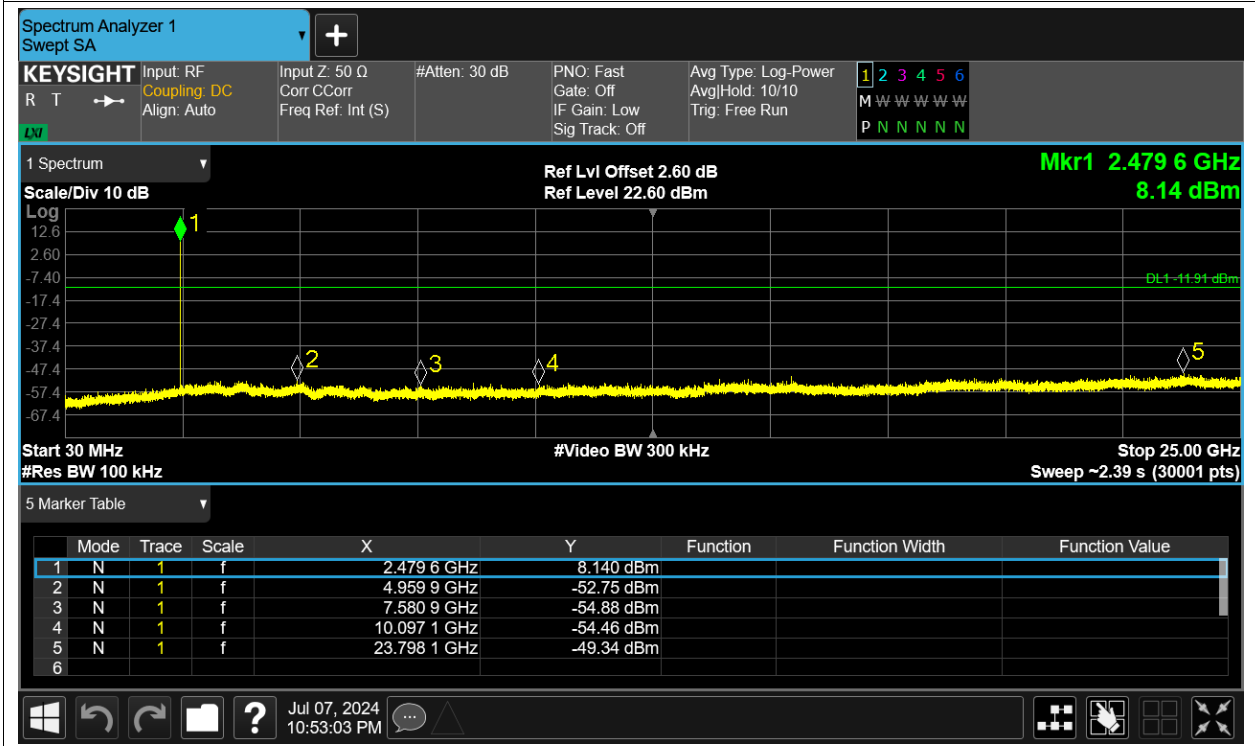 Spectrum Analyzer 1
Swept SA
+
KEYSIGHT Input: RF Input Z: 50 Ω #Atten: 30 dB PNO: Fast Avg Type: Log-Power 1 2 3 4 5 6
R T Coupling: DC Corr CCorr Gate: Off Avg|Hold: 10/10 M W W W W W
Align: Auto Freq Ref: Int (S) IF Gain: Low Trig: Free Run
LXI Sig Track: Off P N N N N N
1 Spectrum Ref Lvl Offset 2.60 dB Mkr1 2.479 6 GHz
Scale/Div 10 dB Ref Level 22.60 dBm 8.14 dBm
Log
1
12.6
2.60
-7.40
DL1 -11.91 dBm
-17.4
-27.4
-37.4
2 3 4 5
-47.4
-57.4
-67.4
Start 30 MHz #Video BW 300 kHz Stop 25.00 GHz
#Res BW 100 kHz Sweep ~2.39 s (30001 pts)
5 Marker Table
Mode Trace Scale X Y Function Function Width Function Value
1 N 1 f 2.479 6 GHz 8.140 dBm
2 N 1 f 4.959 9 GHz -52.75 dBm
3 N 1 f 7.580 9 GHz -54.88 dBm
4 N 1 f 10.097 1 GHz -54.46 dBm
5 N 1 f 23.798 1 GHz -49.34 dBm
6
? Jul 07, 2024
10:53:03 PM